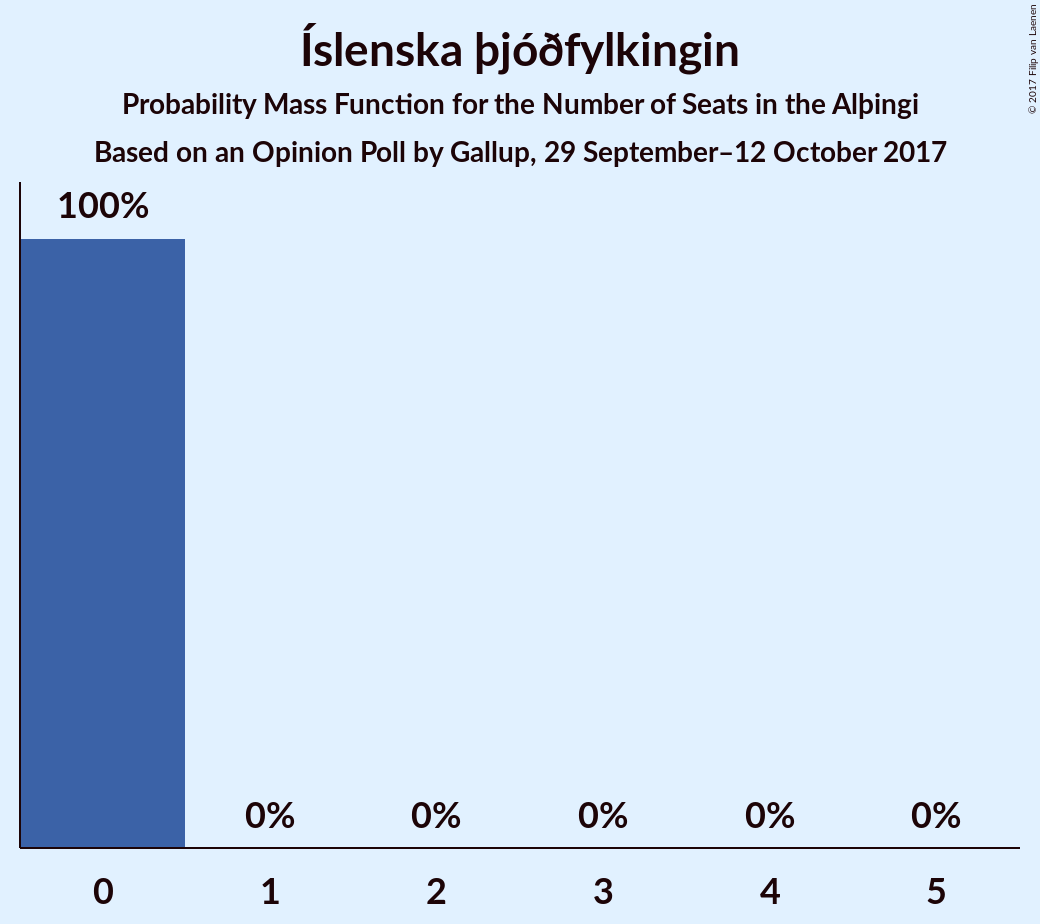 Íslenska þjóðfylkingin
Probability Mass Function for the Number of Seats in the Alþingi
Based on an Opinion Poll by Gallup, 29 September–12 October 2017
© 2017 Filip van Laenen
100%
0% 0% 0% 0% 0%
0 1 2 3 4 5